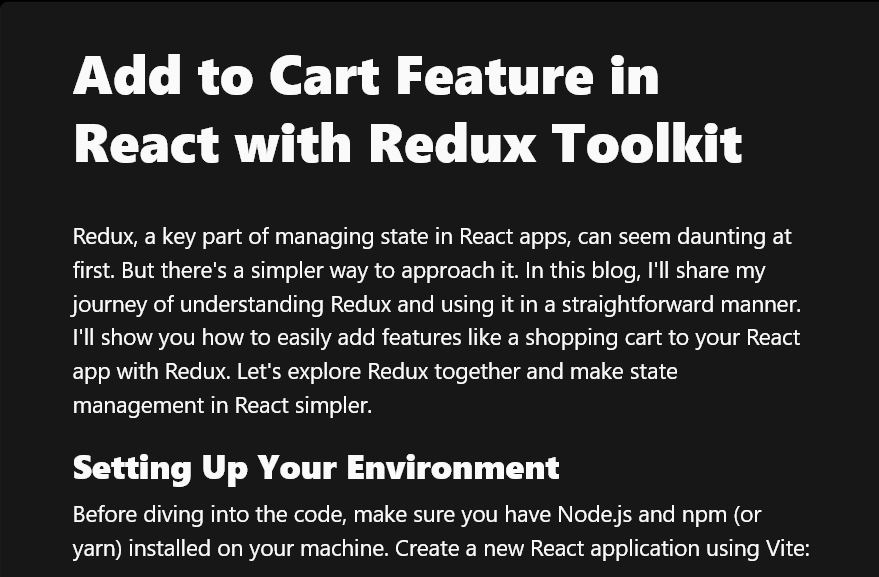 Add to Cart Feature in
React with Redux Toolkit
Redux, a key part of managing state in React apps, can seem daunting at
first. But there's a simpler way to approach it. In this blog, I'll share my
journey of understanding Redux and using it in a straightforward manner.
I'll show you how to easily add features like a shopping cart to your React
app with Redux. Let's explore Redux together and make state
management in React simpler.
Setting Up Your Environment
Before diving into the code, make sure you have Node.js and npm (or
yarn) installed on your machine. Create a new React application using Vite: